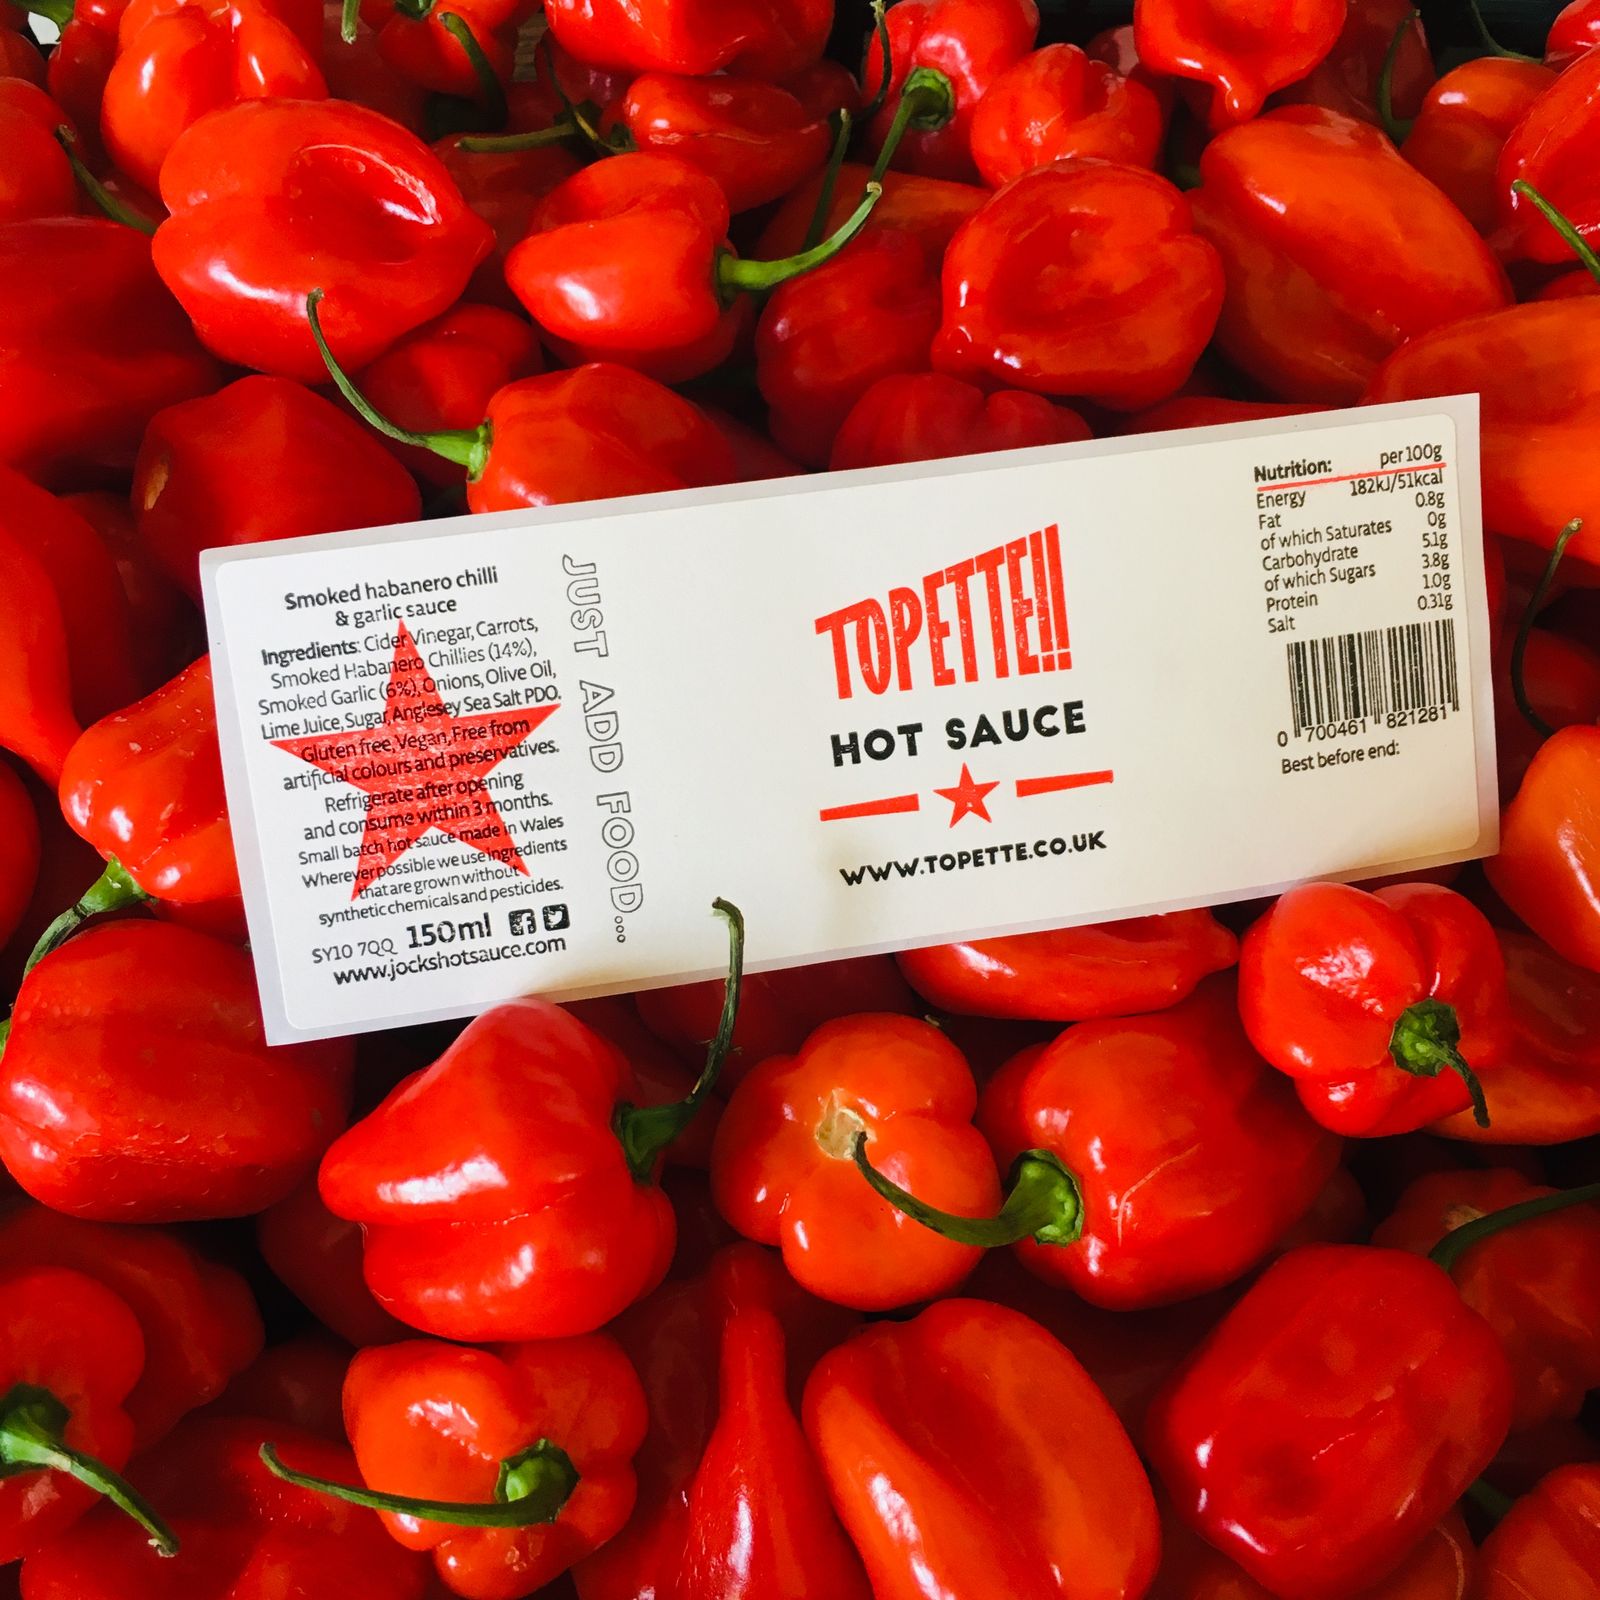 Smoked habanero chilli
& garlic sauce
Ingredients: Cider Vinegar, Carrots,
Smoked Habanero Chillies (14%),
Smoked Garlic (6%), Onions, Olive Oil,
Lime Juice, Sugar, Anglesey Sea Salt PDO.
Gluten free, Vegan, Free from
artificial colours and preservatives.
Refrigerate after opening
and consume within 3 months.
Small batch hot sauce made in Wales
Wherever possible we use ingredients
that are grown without
synthetic chemicals and pesticides.
SY10 7QQ 150ml
www.jockshotsauce.com
JUST ADD FOOD...
TOPETTE!!
HOT SAUCE
WWW.TOPETTE.CO.UK
Nutrition: per 100g
Energy 182kJ/51kcal
Fat 0.8g
of which Saturates 0g
Carbohydrate 5.1g
of which Sugars 3.8g
Protein 1.0g
Salt 0.31g
0 700461 821281
Best before end: